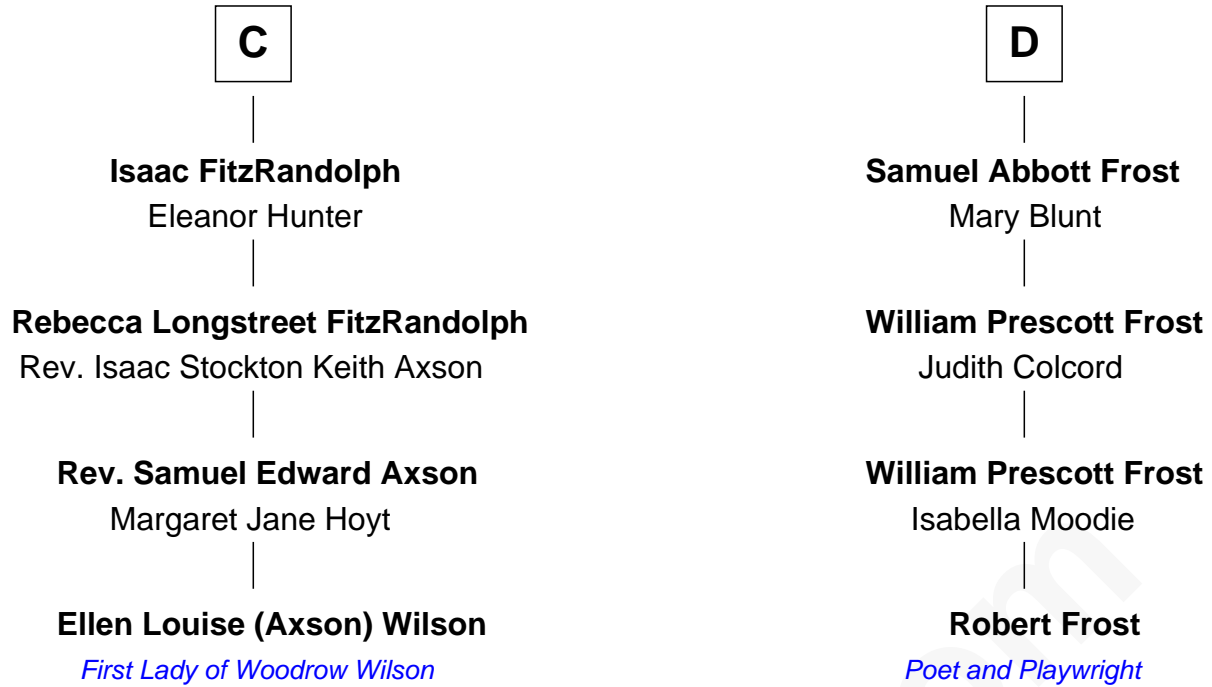 C
Isaac FitzRandolph
Eleanor Hunter
Rebecca Longstreet FitzRandolph
Rev. Isaac Stockton Keith Axson
Rev. Samuel Edward Axson
Margaret Jane Hoyt
Ellen Louise (Axson) Wilson
First Lady of Woodrow Wilson
D
Samuel Abbott Frost
Mary Blunt
William Prescott Frost
Judith Colcord
William Prescott Frost
Isabella Moodie
Robert Frost
Poet and Playwright